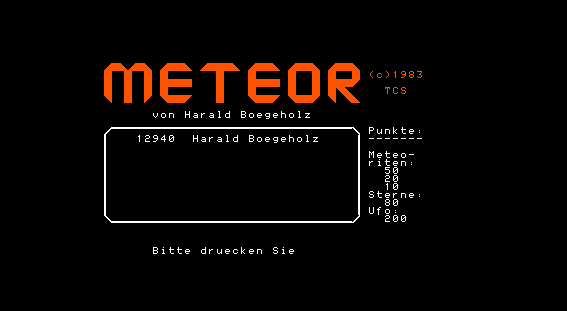 METEOR
von Harald Boegeholz
12940 Harald Boegeholz
Bitte druecken Sie
(c)1983
TCS
Punkte:
-------
Meteo-
riten:
50
20
10
Sterne:
80
Ufo:
200